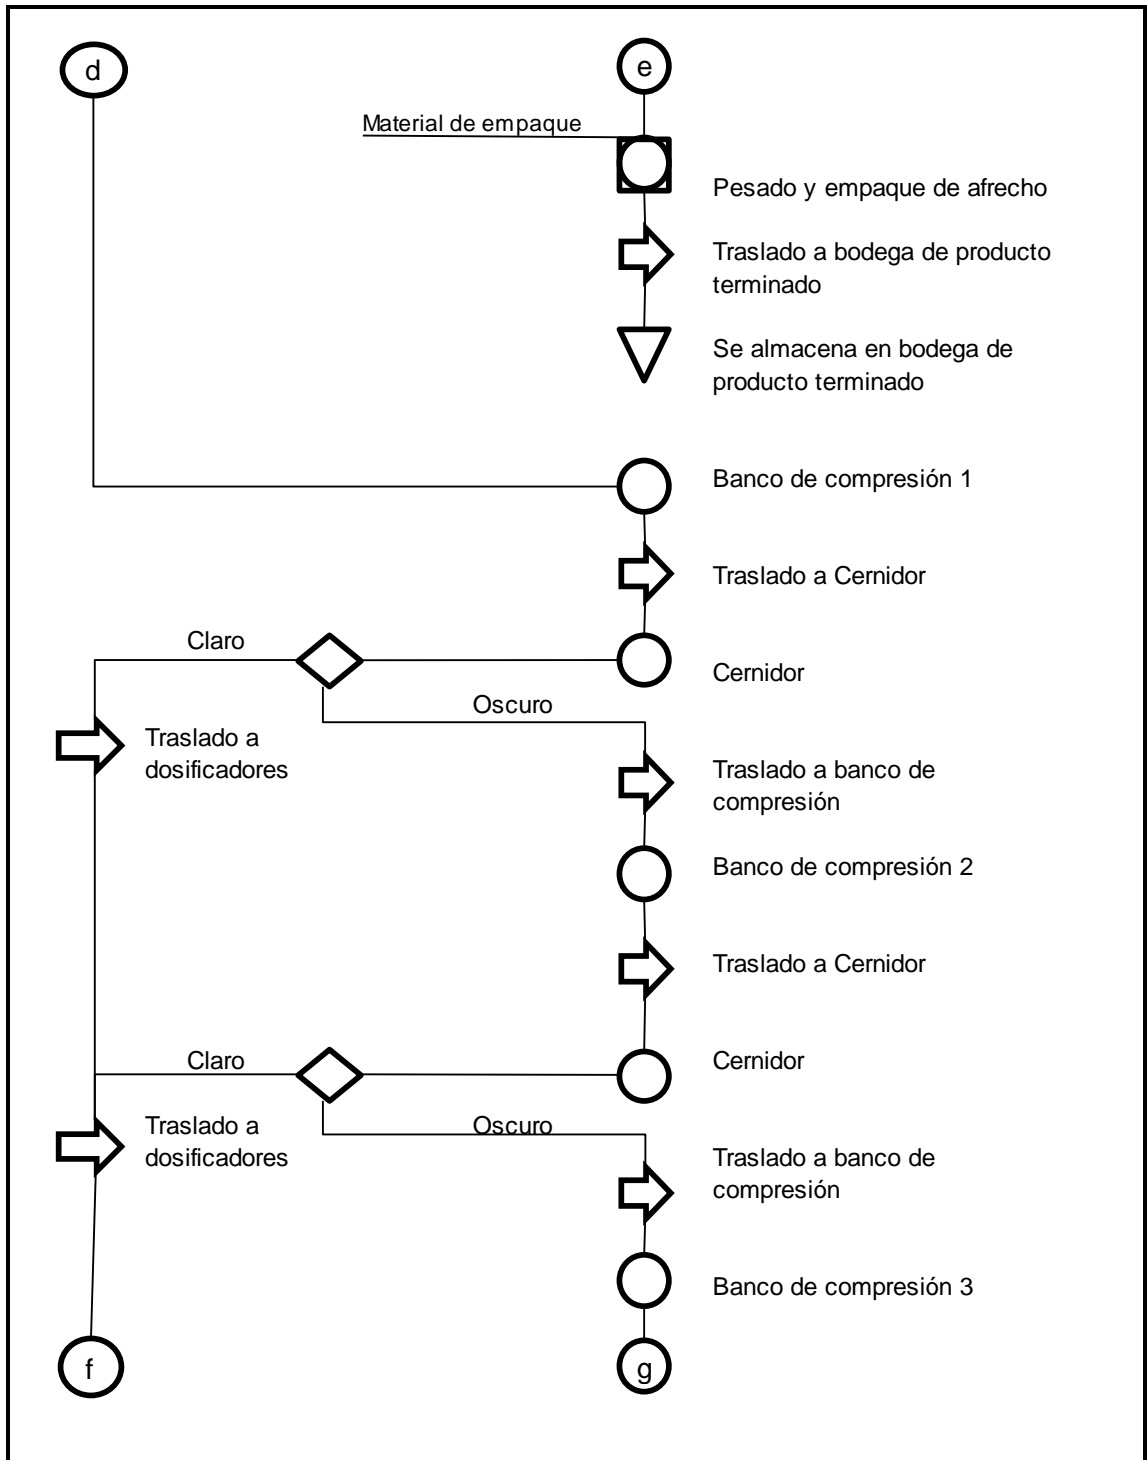 d
e
Material de empaque
Pesado y empaque de afrecho
Traslado a bodega de producto
terminado
Se almacena en bodega de
producto terminado
Banco de compresión 1
Traslado a Cernidor
Claro
Cernidor
Oscuro
Traslado a
dosificadores
Traslado a banco de
compresión
Banco de compresión 2
Traslado a Cernidor
Claro
Cernidor
Oscuro
Traslado a
dosificadores
Traslado a banco de
compresión
Banco de compresión 3
f
g